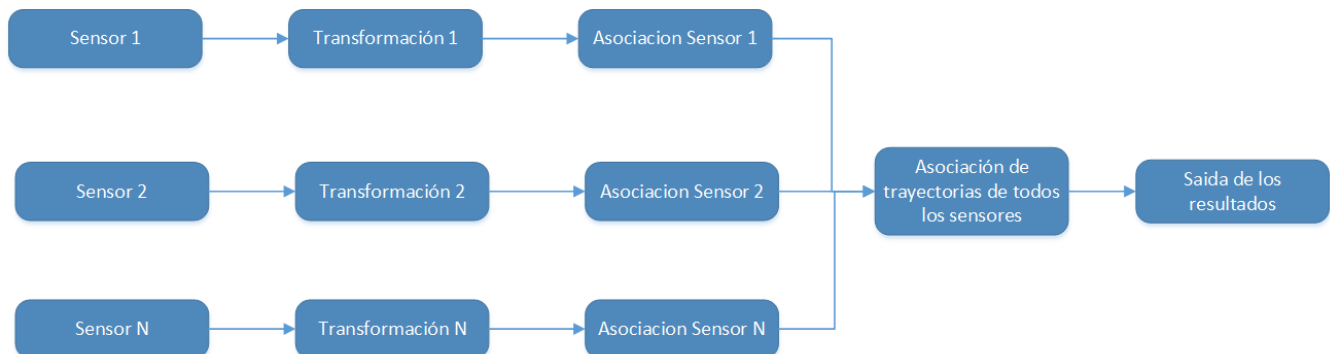 Sensor 1
Transformación 1
Asociacion Sensor 1
Sensor 2
Transformación 2
Asociacion Sensor 2
Asociación de
trayectorias de todos
los sensores
Saida de los
resultados
Sensor N
Transformación N
Asociacion Sensor N